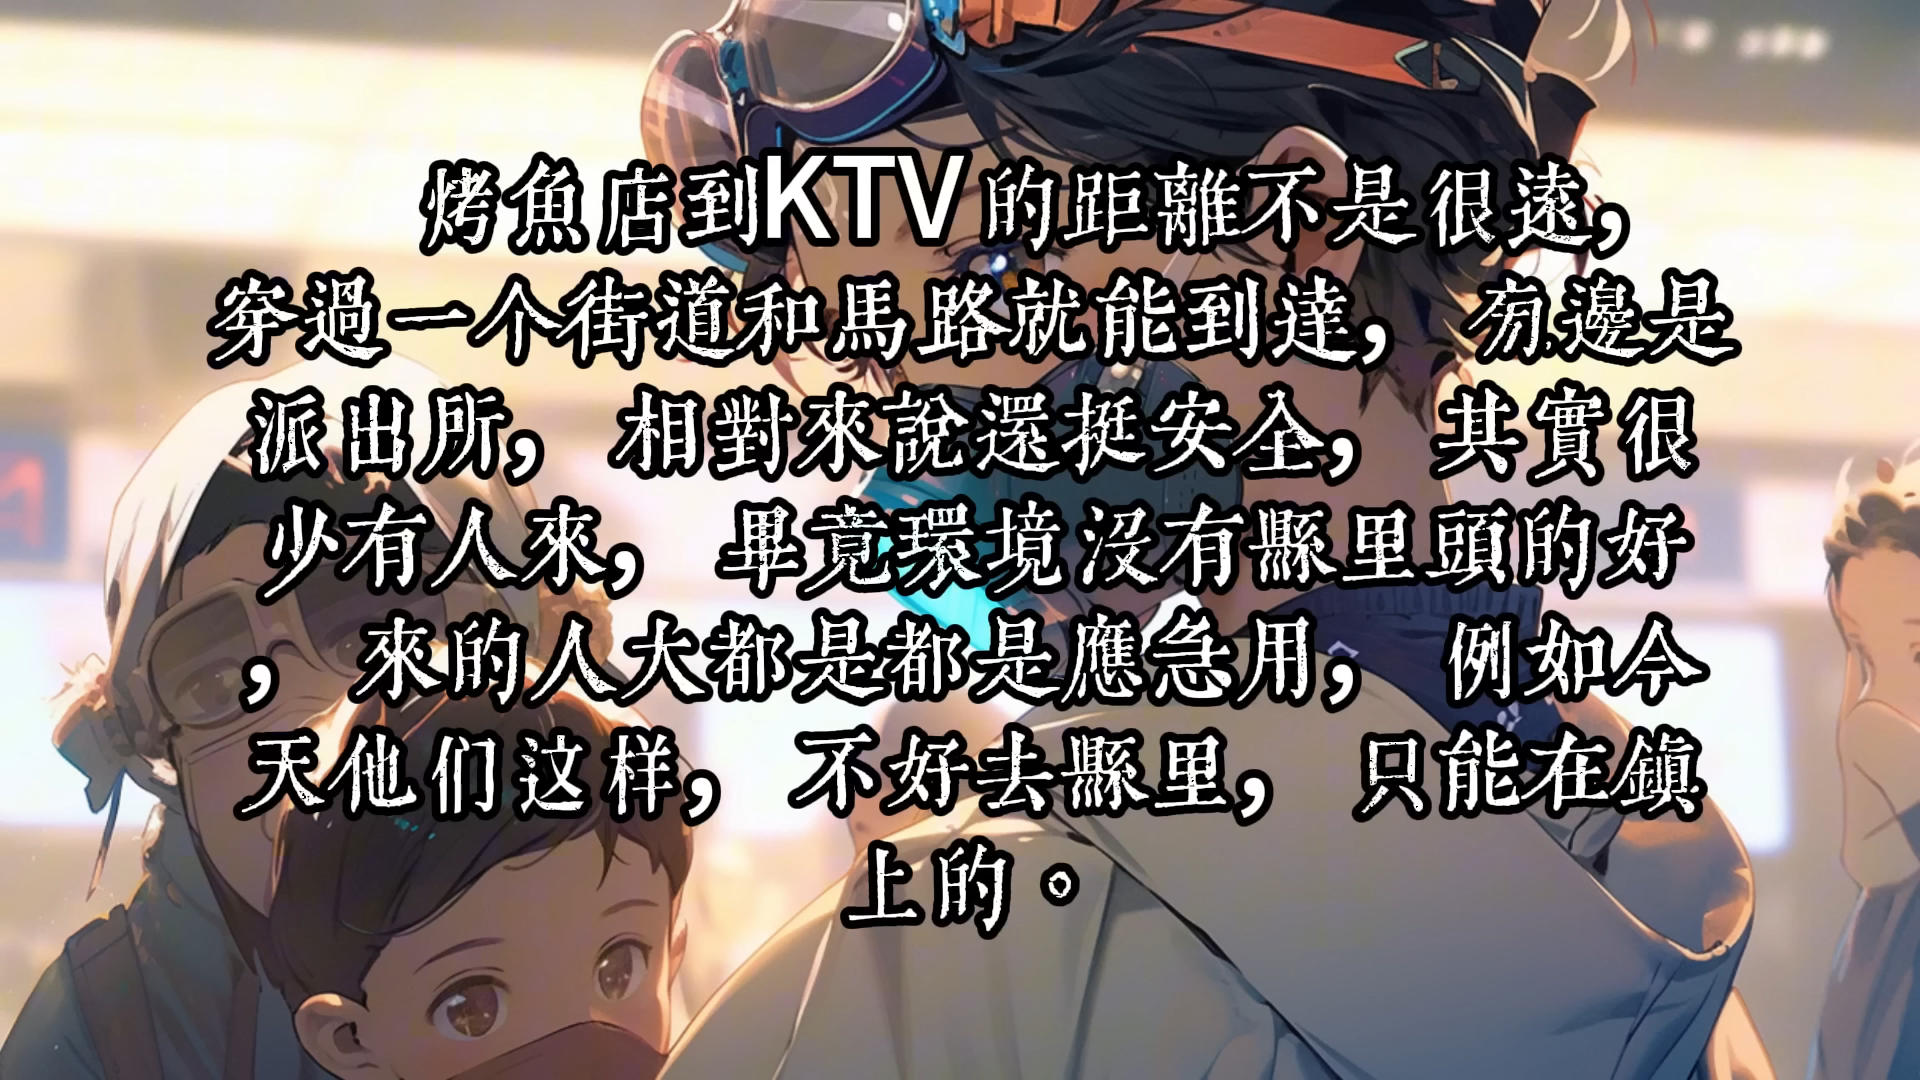 烤魚店到KTV的距離不是很遠，
穿過一个街道和馬路就能到達，旁邊是
派出所，相對來說還挺安全，其實很
少有人來，畢竟環境没有縣里頭的好
，來的人大都是都是應急用，例如今
天他们这样，不好去縣里，只能在鎮
上的。